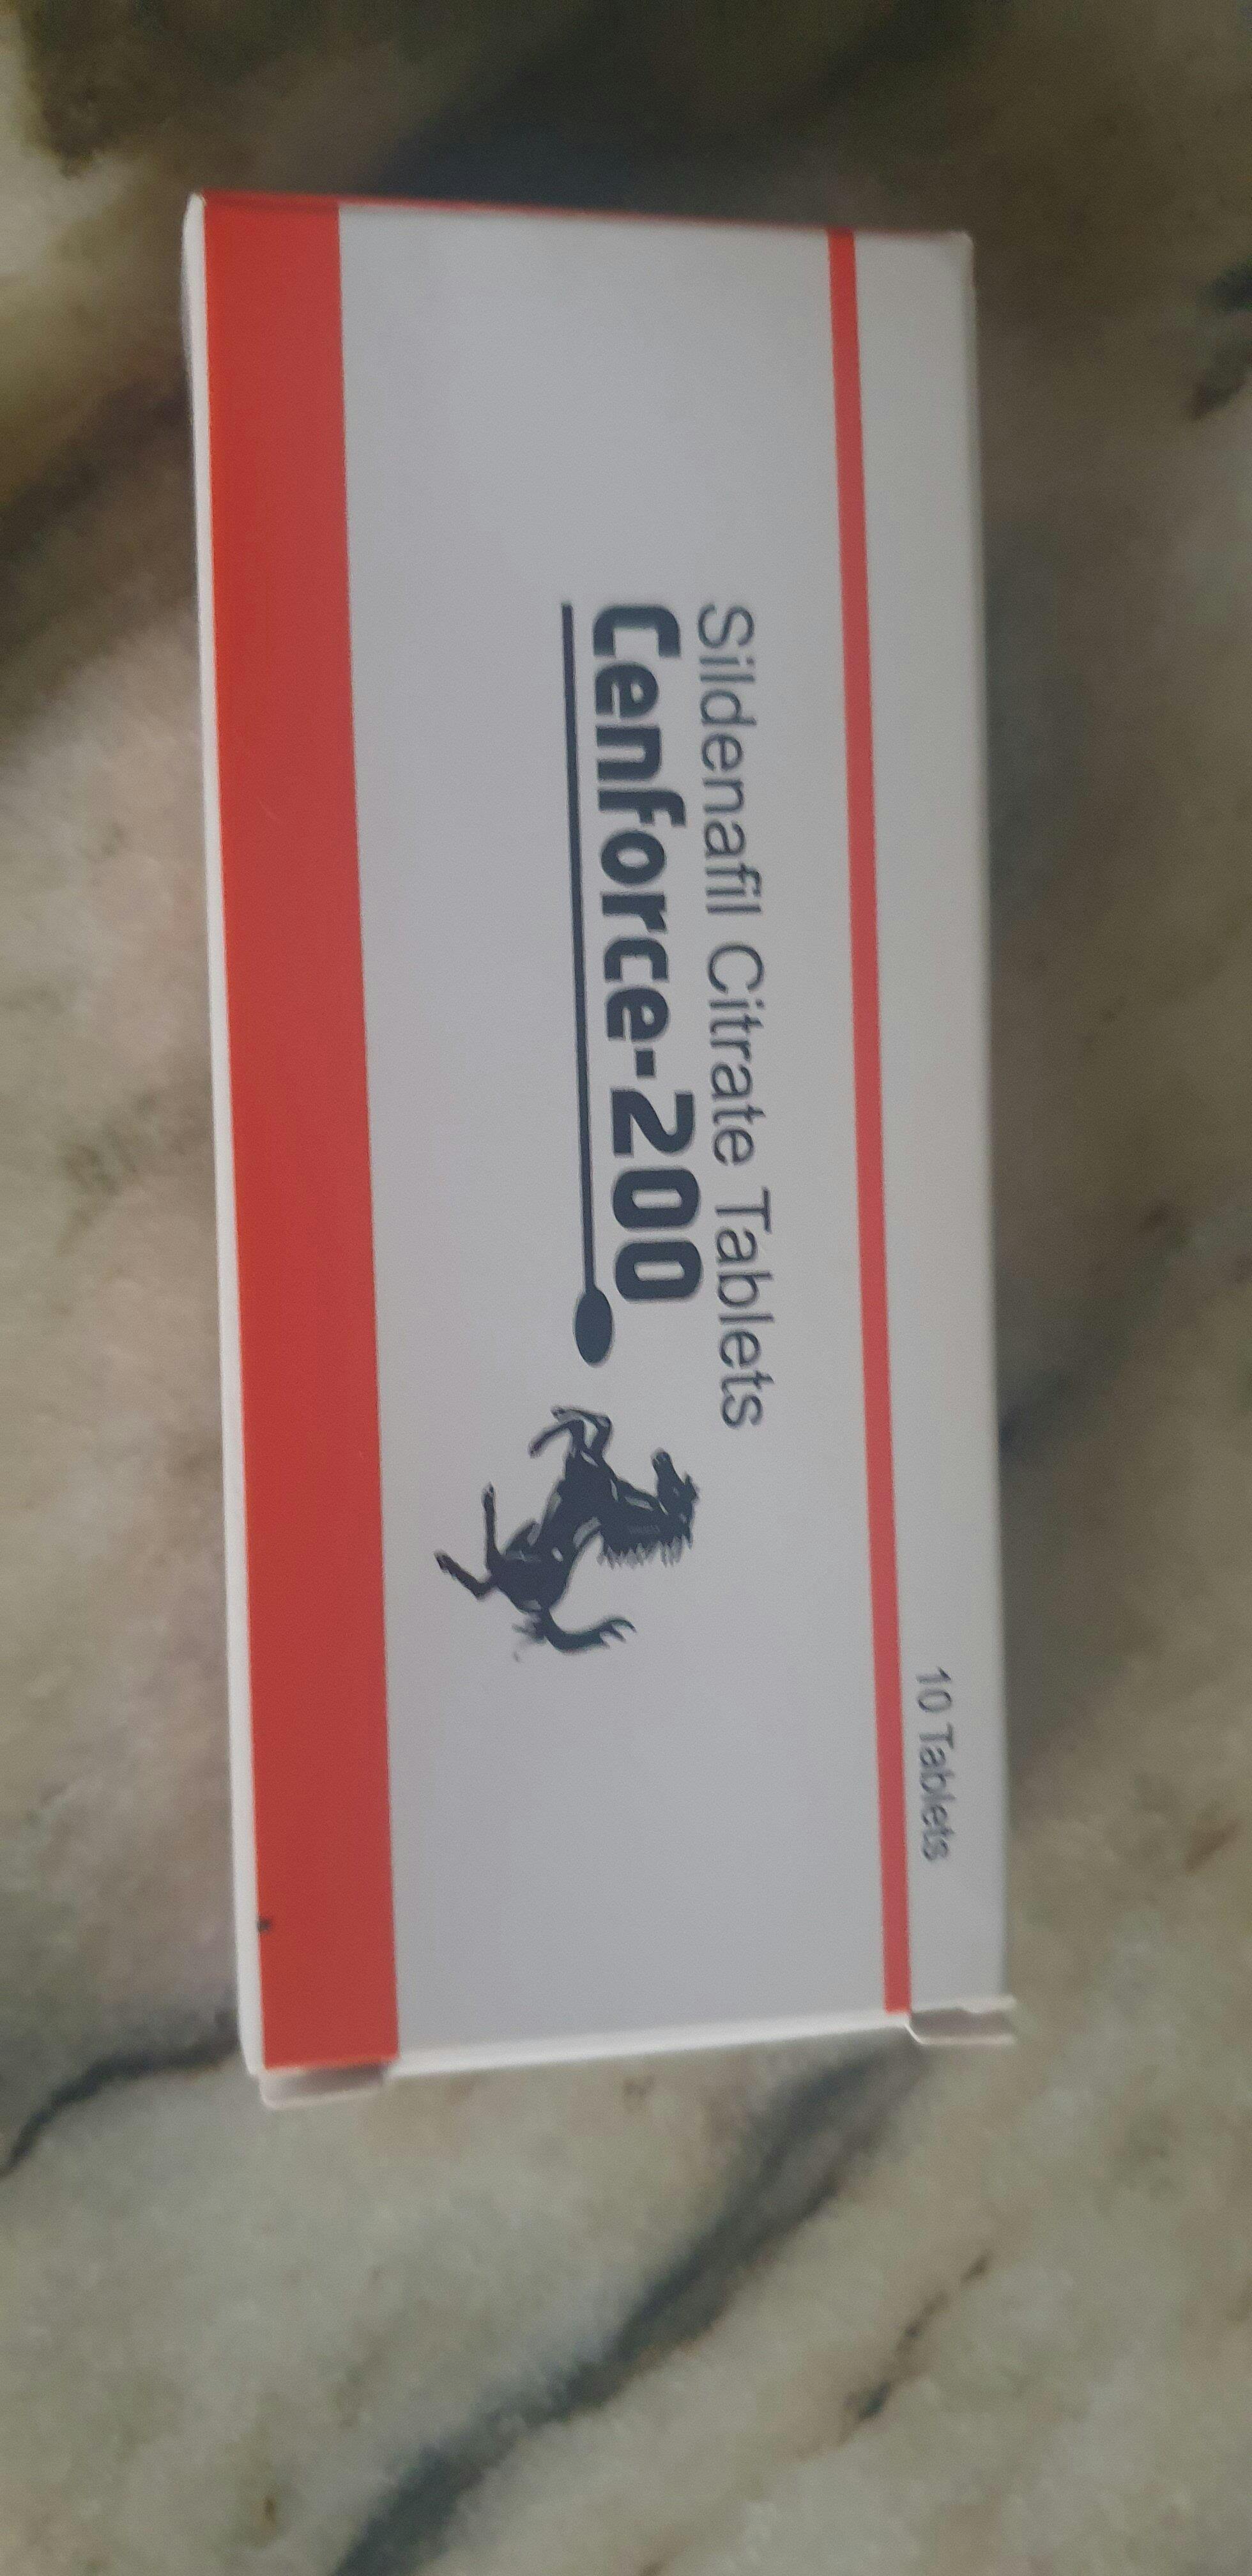 10 Tablets
Sildenafil Citrate Tablets
Cenforce-200